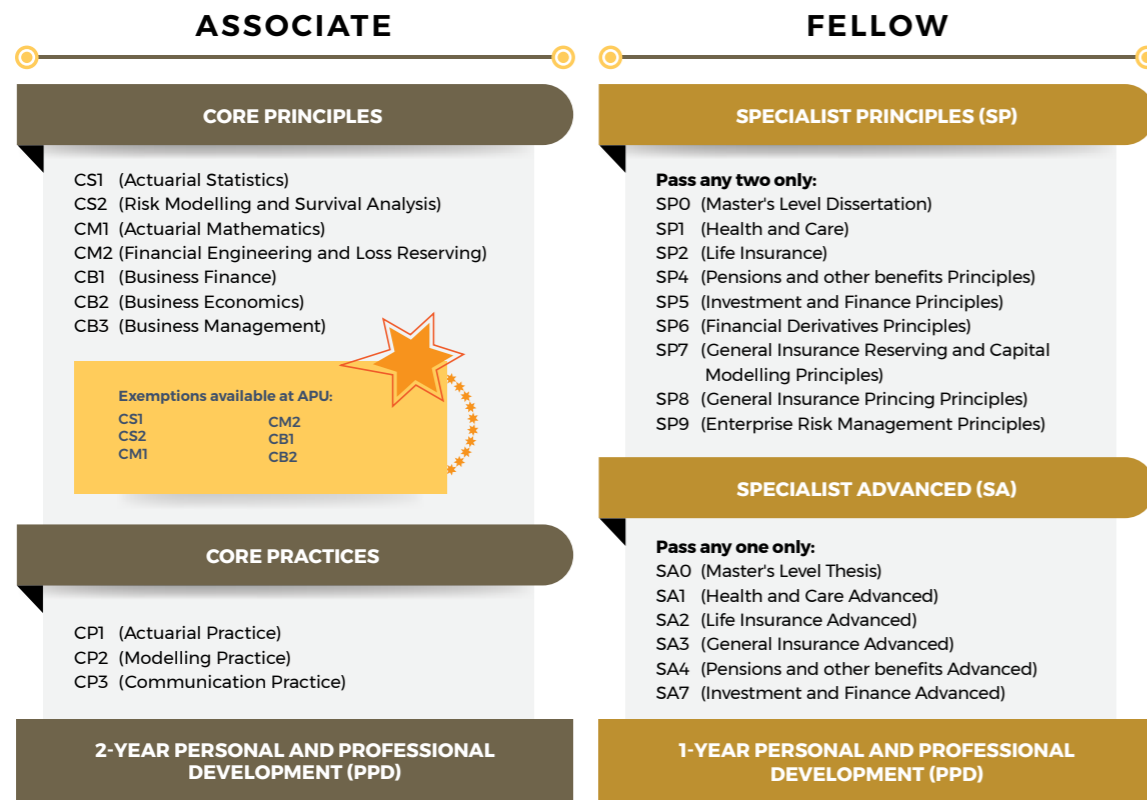 ASSOCIATE
CORE PRINCIPLES
CS1 (Actuarial Statistics)
CS2 (Risk Modelling and Survival Analysis)
CM1 (Actuarial Mathematics)
CM2 (Financial Engineering and Loss Reserving)
CB1 (Business Finance)
CB2 (Business Economics)
CB3 (Business Management)
Exemptions available at APU:
CS1
CS2
CM1
CM2
CB1
CB2
CORE PRACTICES
CP1 (Actuarial Practice)
CP2 (Modelling Practice)
CP3 (Communication Practice)
2-YEAR PERSONAL AND PROFESSIONAL
DEVELOPMENT (PPD)
FELLOW
SPECIALIST PRINCIPLES (SP)
Pass any two only:
SP0 (Master's Level Dissertation)
SP1 (Health and Care)
SP2 (Life Insurance)
SP4 (Pensions and other benefits Principles)
SP5 (Investment and Finance Principles)
SP6 (Financial Derivatives Principles)
SP7 (General Insurance Reserving and Capital
Modelling Principles)
SP8 (General Insurance Princing Principles)
SP9 (Enterprise Risk Management Principles)
SPECIALIST ADVANCED (SA)
Pass any one only:
SA0 (Master's Level Thesis)
SA1 (Health and Care Advanced)
SA2 (Life Insurance Advanced)
SA3 (General Insurance Advanced)
SA4 (Pensions and other benefits Advanced)
SA7 (Investment and Finance Advanced)
1-YEAR PERSONAL AND PROFESSIONAL
DEVELOPMENT (PPD)